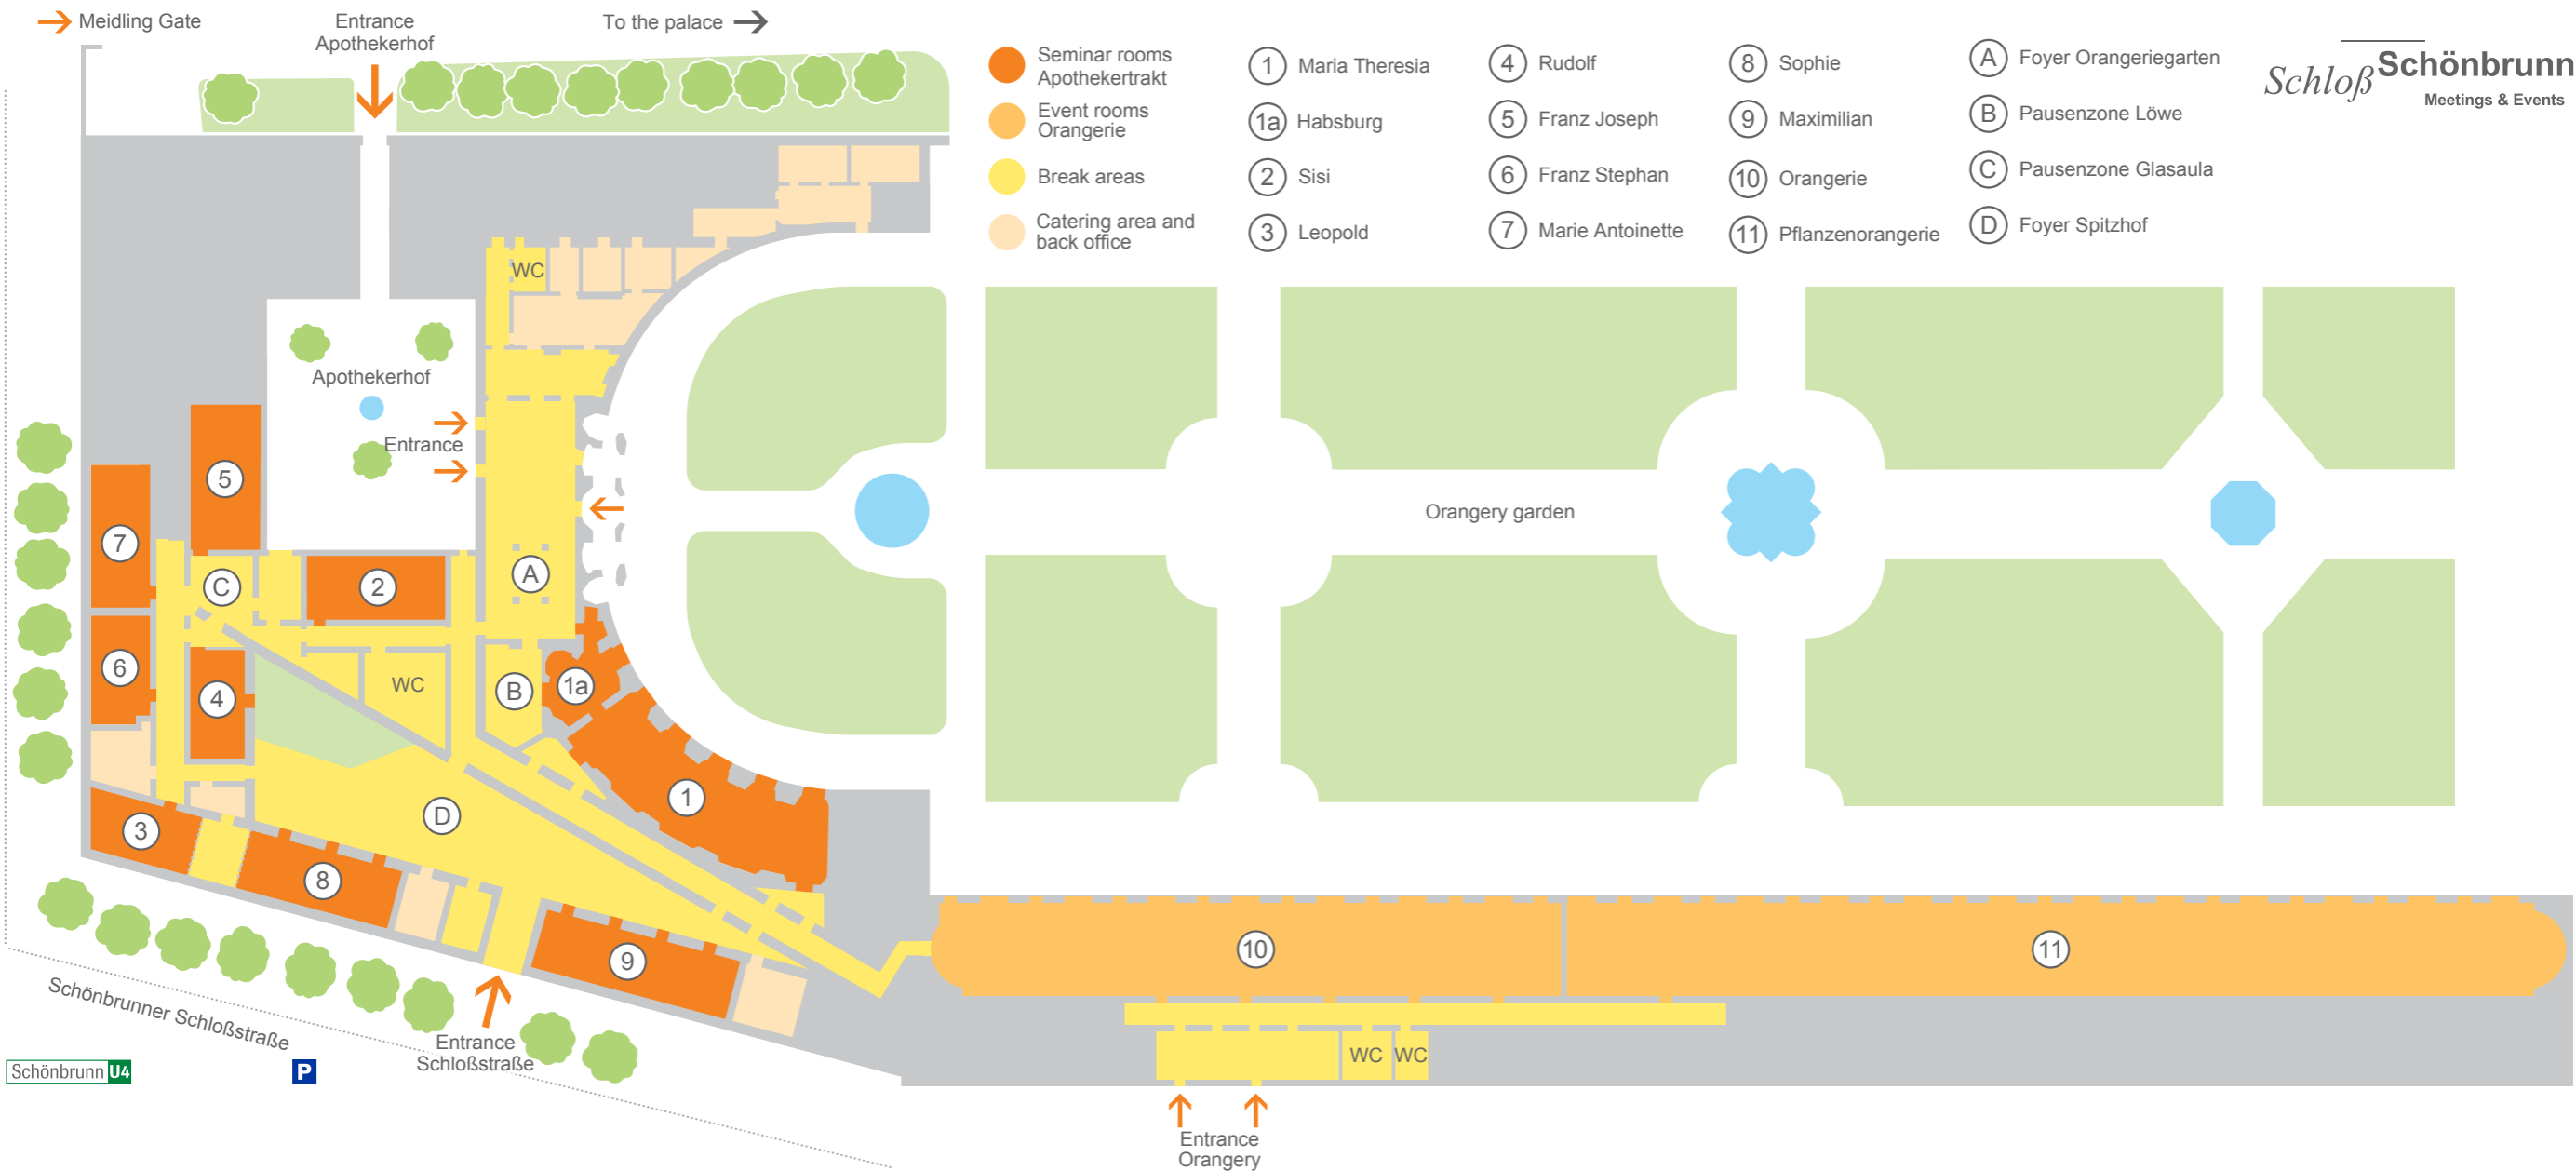 Meidling Gate
Entrance
Apothekerhof
To the palace
Seminar rooms
Apothekertrakt
Event rooms
Orangerie
Break areas
Catering area and
back office
1 Maria Theresia
1a Habsburg
2 Sisi
3 Leopold
4 Rudolf
5 Franz Joseph
6 Franz Stephan
7 Marie Antoinette
8 Sophie
9 Maximilian
10 Orangerie
11 Pflanzenorangerie
A Foyer Orangeriegarten
B Pausenzone Löwe
C Pausenzone Glasaula
D Foyer Spitzhof
Schloß Schönbrunn
Meetings & Events
WC
Apothekerhof
Entrance
5
7
C
2
A
6
4
WC
B
1a
1
3
D
8
9
Orangery garden
10
11
WC
WC
Schönbrunner Schloßstraße
Entrance
Schloßstraße
Schönbrunn U4
P
Entrance
Orangery